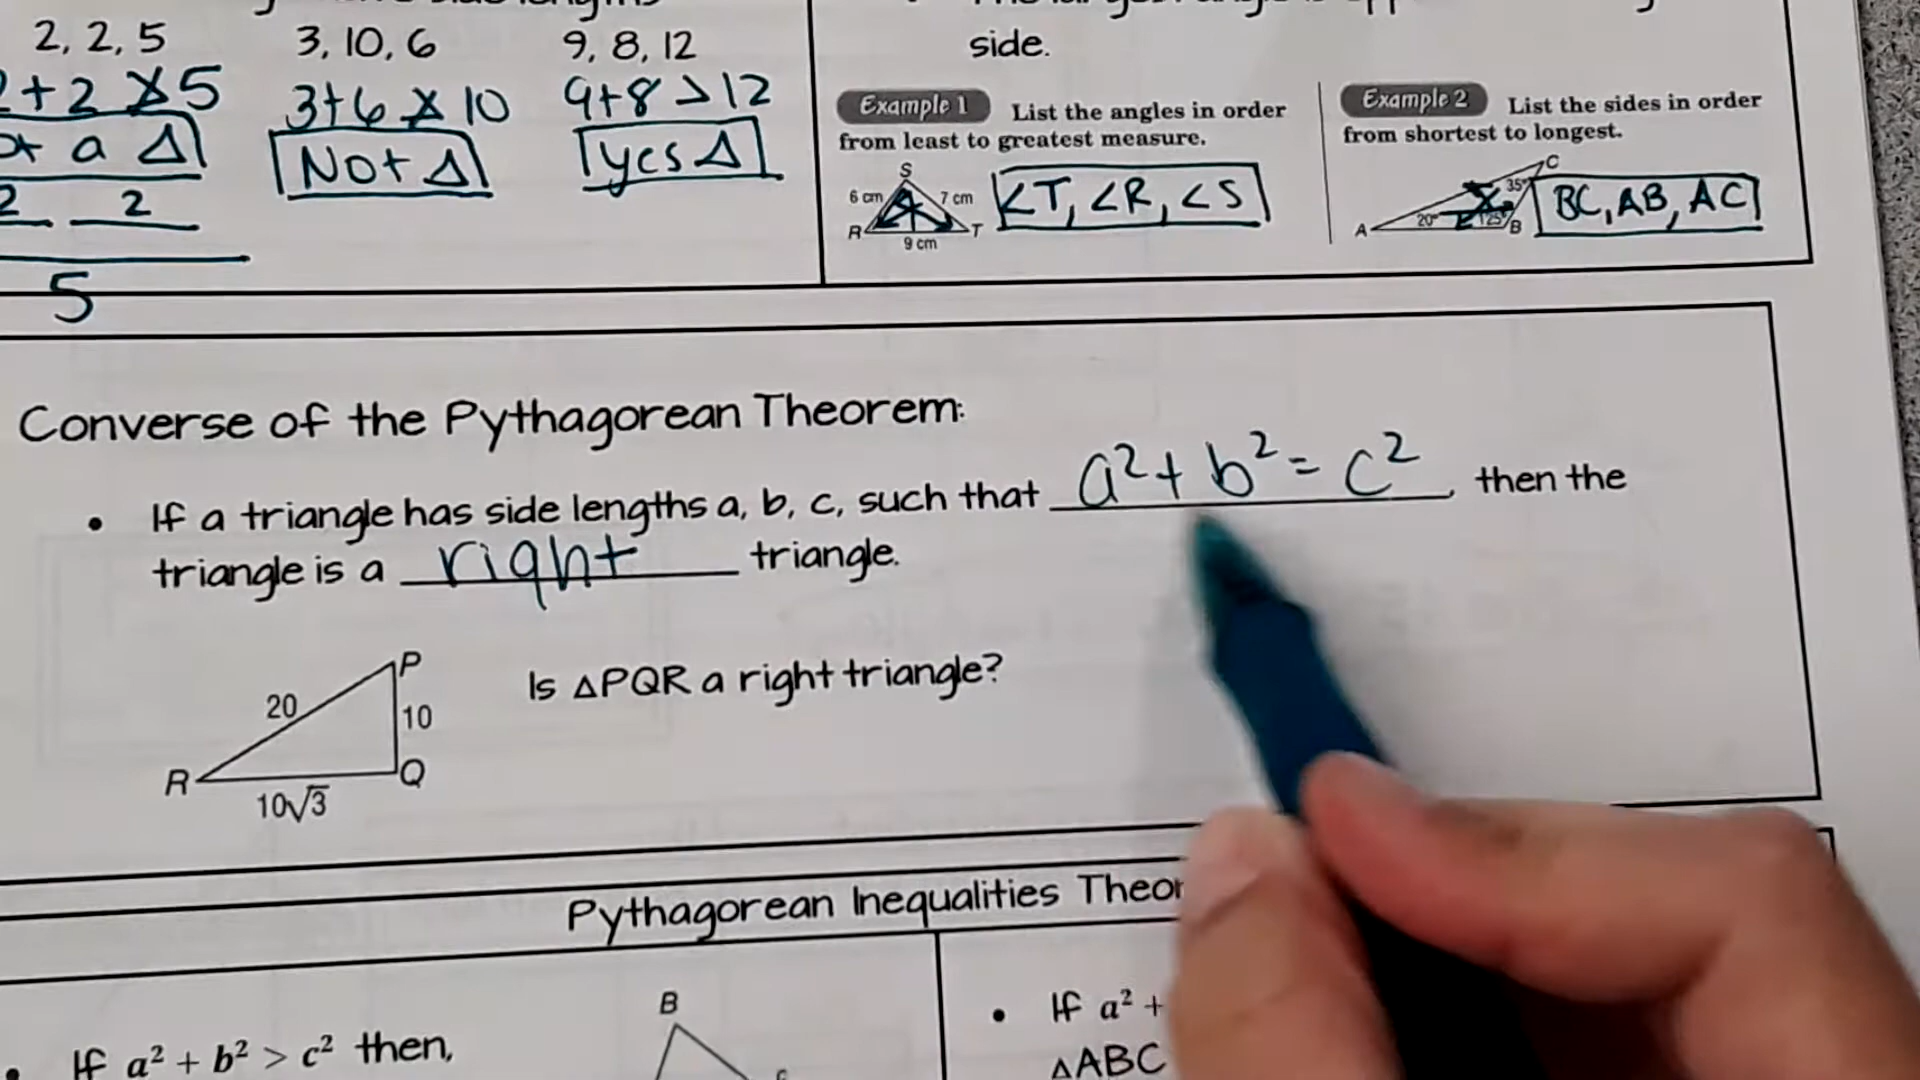 2, 2, 5
3, 10, 6
9, 8, 12
side.
+ 2 ≯ 5
3+6 ≯ 10
9+8 > 12
a Δ
Not Δ
yes Δ
2 2
5
Example 1 List the angles in order
from least to greatest measure.
S
6 cm
7 cm
R
T
9 cm
∠T, ∠R, ∠S
Example 2 List the sides in order
from shortest to longest.
C
35°
20°
125°
A
B
BC, AB, AC
Converse of the Pythagorean Theorem:
• If a triangle has side lengths a, b, c, such that a² + b² = c², then the
triangle is a right triangle.
P
20
10
R
Q
10√3
Is ΔPQR a right triangle?
Pythagorean Inequalities
• If a² + b² > c² then,
B
• If a² +
ΔABC